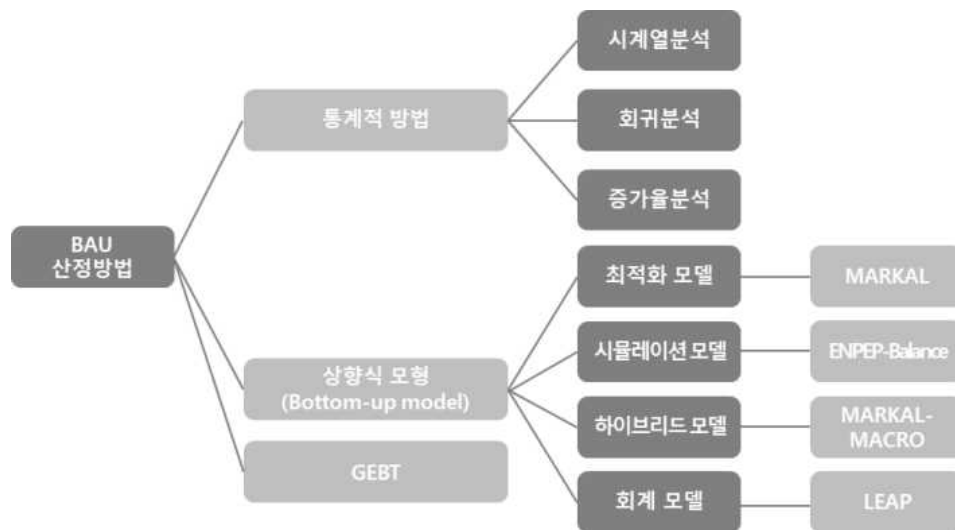 시계열분석
통계적 방법
회귀분석
증가율분석
BAU
산정방법
최적화 모델
MARKAL
시뮬레이션 모델
ENPEP-Balance
상향식 모형
(Bottom-up model)
하이브리드 모델
MARKAL-
MACRO
GEBT
회계 모델
LEAP